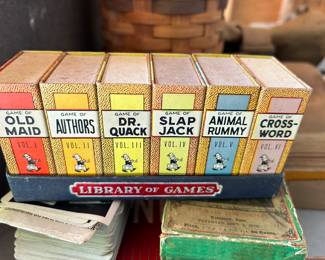 GAME OF
OLD
MAID
VOL. I
GAME OF
AUTHORS
VOL. II
GAME OF
DR.
QUACK
VOL. III
GAME OF
SLAP
JACK
VOL. IV
GAME OF
ANIMAL
RUMMY
VOL. V
GAME OF
CROSS-
WORD
VOL. VI
LIBRARY OF GAMES